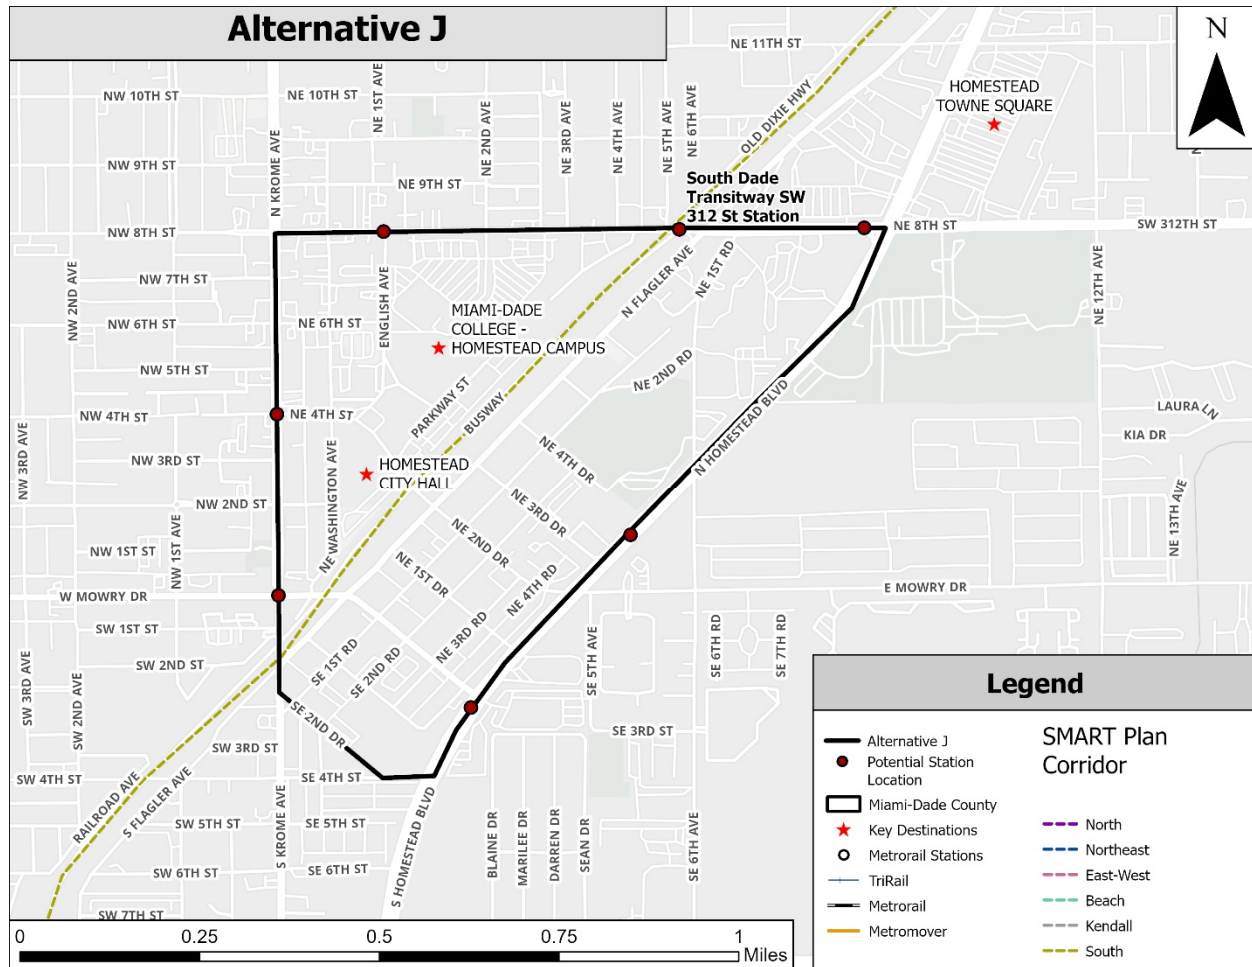 Alternative J
N
NE 11TH ST
HOMESTEAD
TOWNE SQUARE
NW 10TH ST
NE 10TH ST
NE 1ST AVE
NE 2ND AVE
NE 3RD AVE
NE 4TH AVE
NE 5TH AVE
NE 6TH AVE
OLD DIXIE HWY
N KROME AVE
NW 9TH ST
NE 9TH ST
South Dade
Transitway SW
312 St Station
NW 8TH ST
NE 8TH ST
SW 312TH ST
NW 2ND AVE
NW 7TH ST
ENGLISH AVE
N FLAGLER AVE
NE 1ST RD
NE 12TH AVE
NW 6TH ST
NE 6TH ST
MIAMI-DADE
COLLEGE -
HOMESTEAD CAMPUS
NW 5TH ST
PARKWAY ST
BUSWAY
NE 2ND RD
N HOMESTEAD BLVD
NW 4TH ST
NE 4TH ST
LAURA LN
KIA DR
NW 3RD AVE
NW 3RD ST
HOMESTEAD
CITY HALL
NE 4TH DR
NE 3RD DR
NE 13TH AVE
NW 2ND ST
NE WASHINGTON AVE
NE 2ND DR
NW 1ST ST
NW 1ST AVE
NE 1ST DR
NE 4TH RD
W MOWRY DR
E MOWRY DR
SW 1ST ST
NE 3RD RD
SE 1ST RD
SE 2ND RD
SW 2ND ST
SE 5TH AVE
SE 6TH RD
SE 7TH RD
SW 3RD AVE
SW 2ND AVE
SE 2ND DR
SW 3RD ST
SE 3RD ST
SW 4TH ST
SE 4TH ST
RAILROAD AVE
S FLAGLER AVE
S KROME AVE
SW 5TH ST
SE 5TH ST
S HOMESTEAD BLVD
BLAINE DR
MARILEE DR
DARREN DR
SEAN DR
SE 6TH AVE
SW 6TH ST
SE 6TH ST
SW 7TH ST
0
0.25
0.5
0.75
1
Miles
Legend
Alternative J
Potential Station
Location
Miami-Dade County
Key Destinations
Metrorail Stations
TriRail
Metrorail
Metromover
SMART Plan
Corridor
North
Northeast
East-West
Beach
Kendall
South